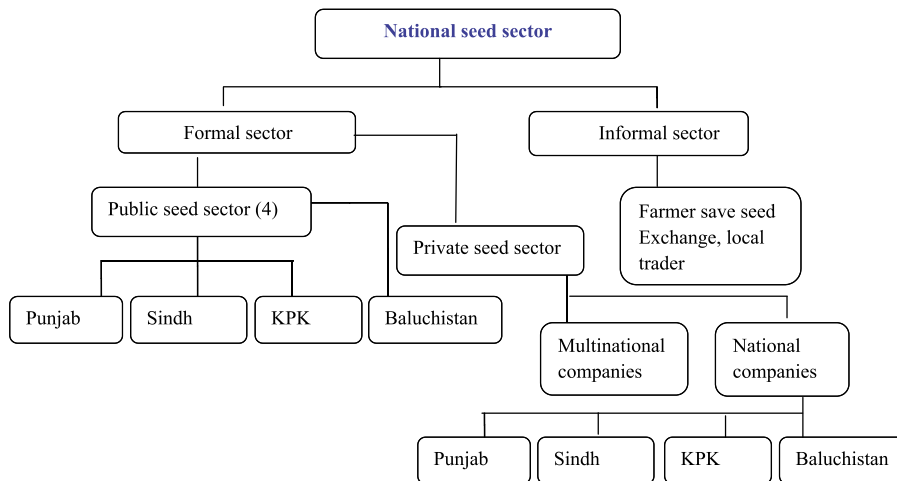 National seed sector
Formal sector
Informal sector
Public seed sector (4)
Farmer save seed
Exchange, local
trader
Private seed sector
Punjab
Sindh
KPK
Baluchistan
Multinational
companies
National
companies
Punjab
Sindh
KPK
Baluchistan